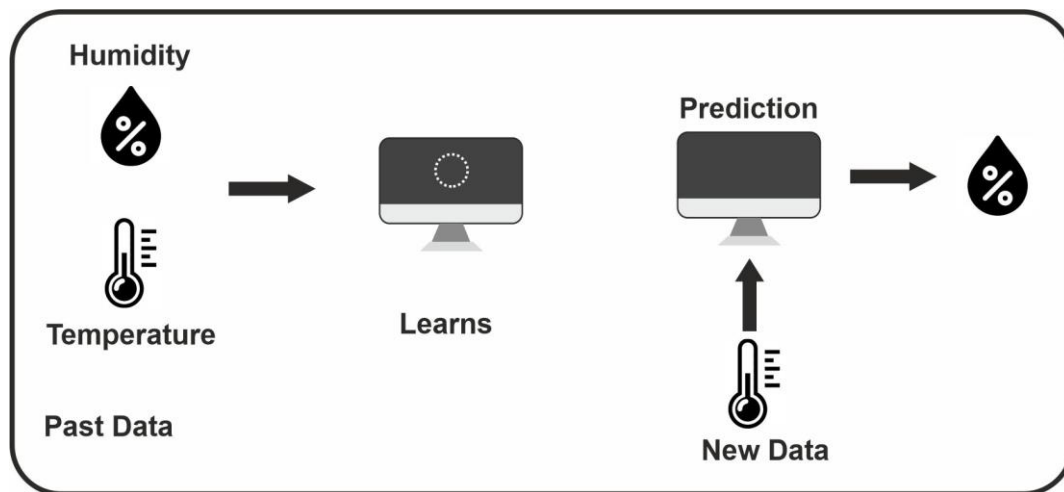 Humidity
%
Temperature
Past Data
Learns
Prediction
%
New Data